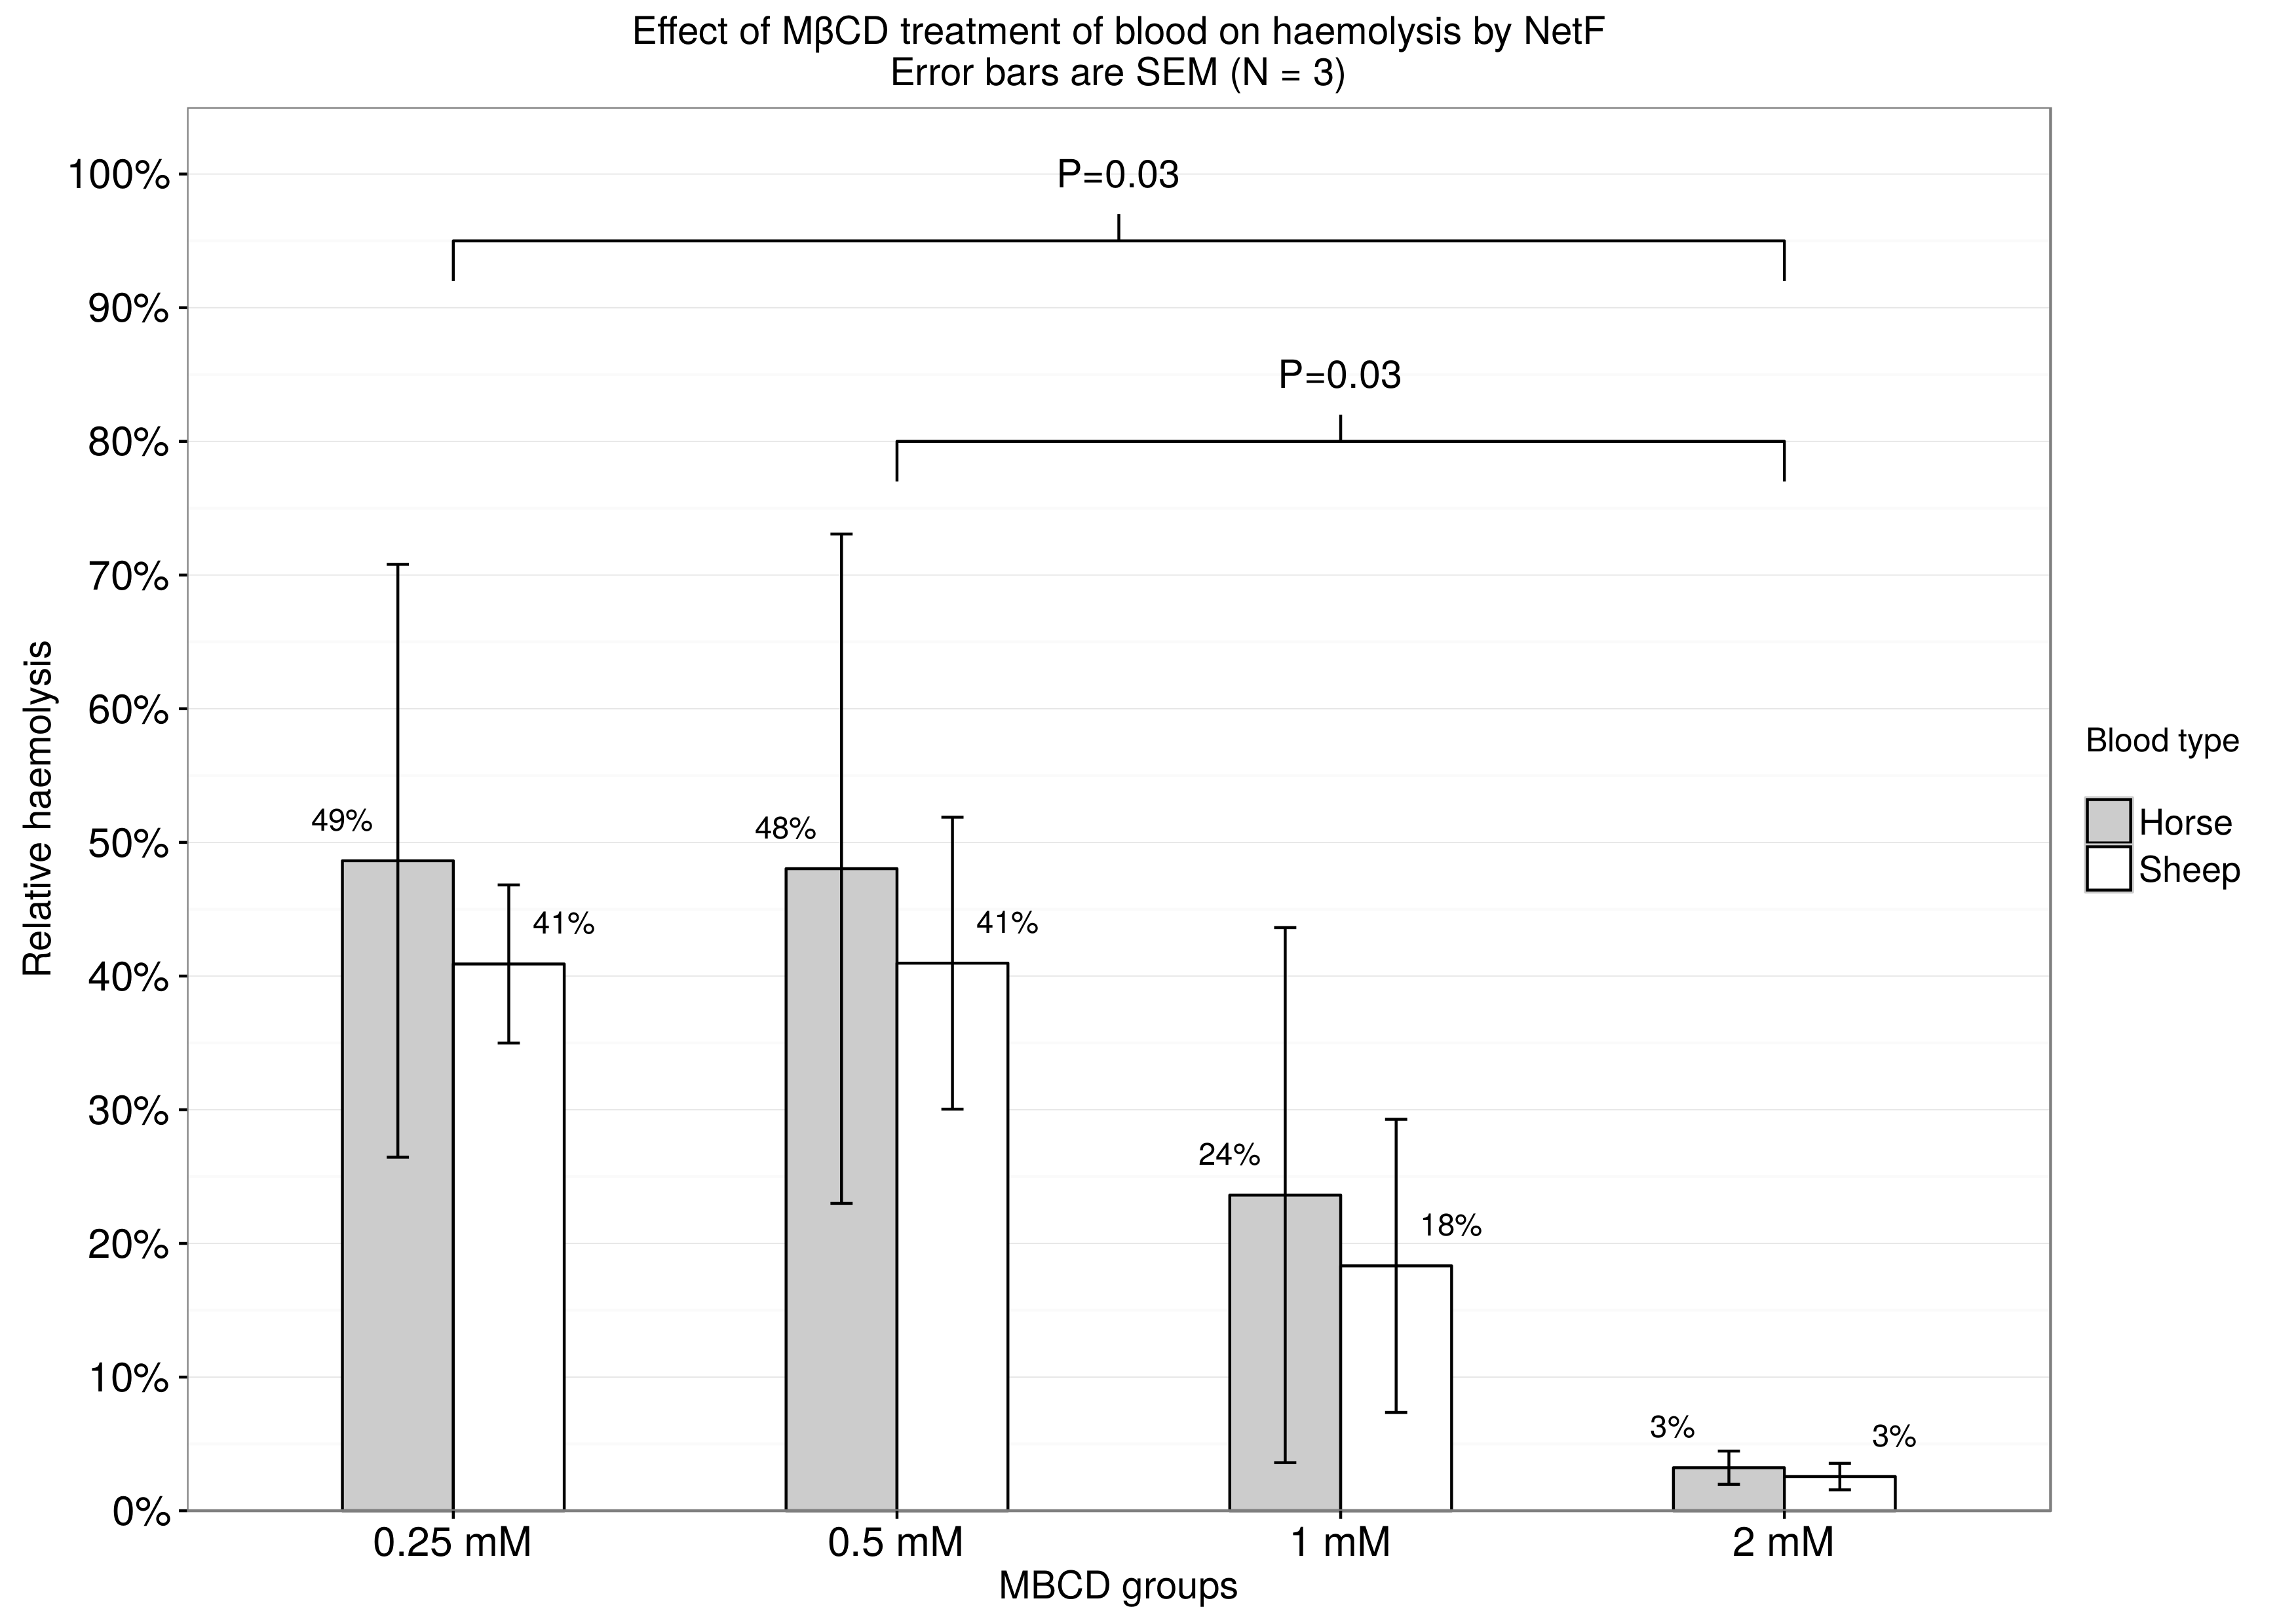 Effect of MβCD treatment of blood on haemolysis by NetF
Error bars are SEM (N = 3)
Relative haemolysis
100%
90%
80%
70%
60%
50%
40%
30%
20%
10%
0%
P=0.03
P=0.03
49%
41%
48%
41%
24%
18%
3%
3%
0.25 mM
0.5 mM
1 mM
2 mM
MBCD groups
Blood type
Horse
Sheep